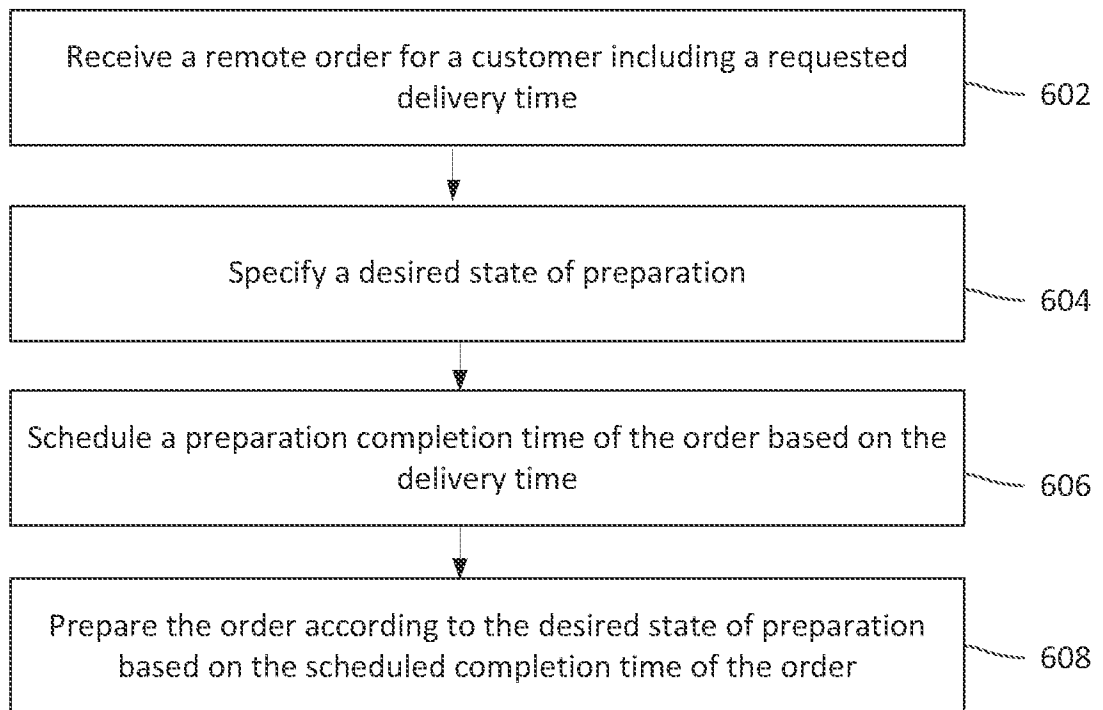 Receive a remote order for a customer including a requested
delivery time
602
Specify a desired state of preparation
604
Schedule a preparation completion time of the order based on the
delivery time
606
Prepare the order according to the desired state of preparation
based on the scheduled completion time of the order
608